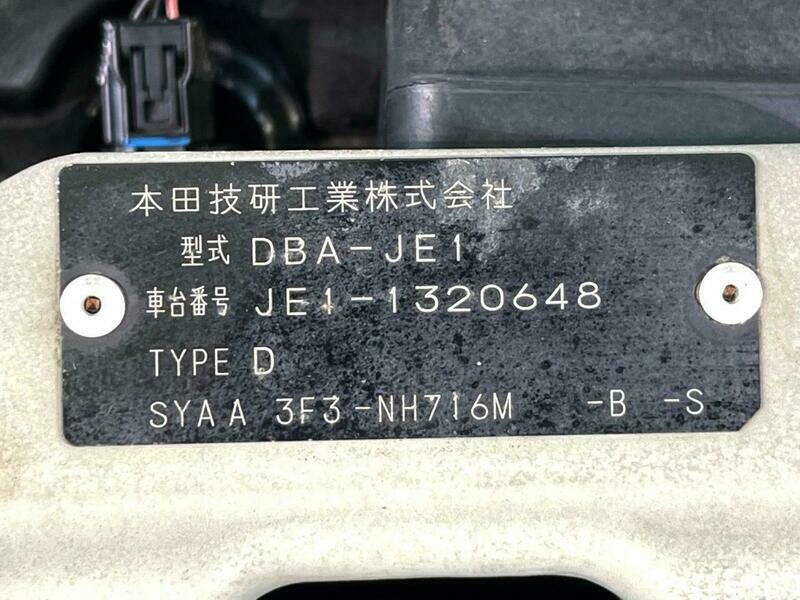 本田技研工業株式会社
型式 DBA-JE1
車台番号 JE1-1320648
TYPE D
SYAA 3F3-NH716M -B -S